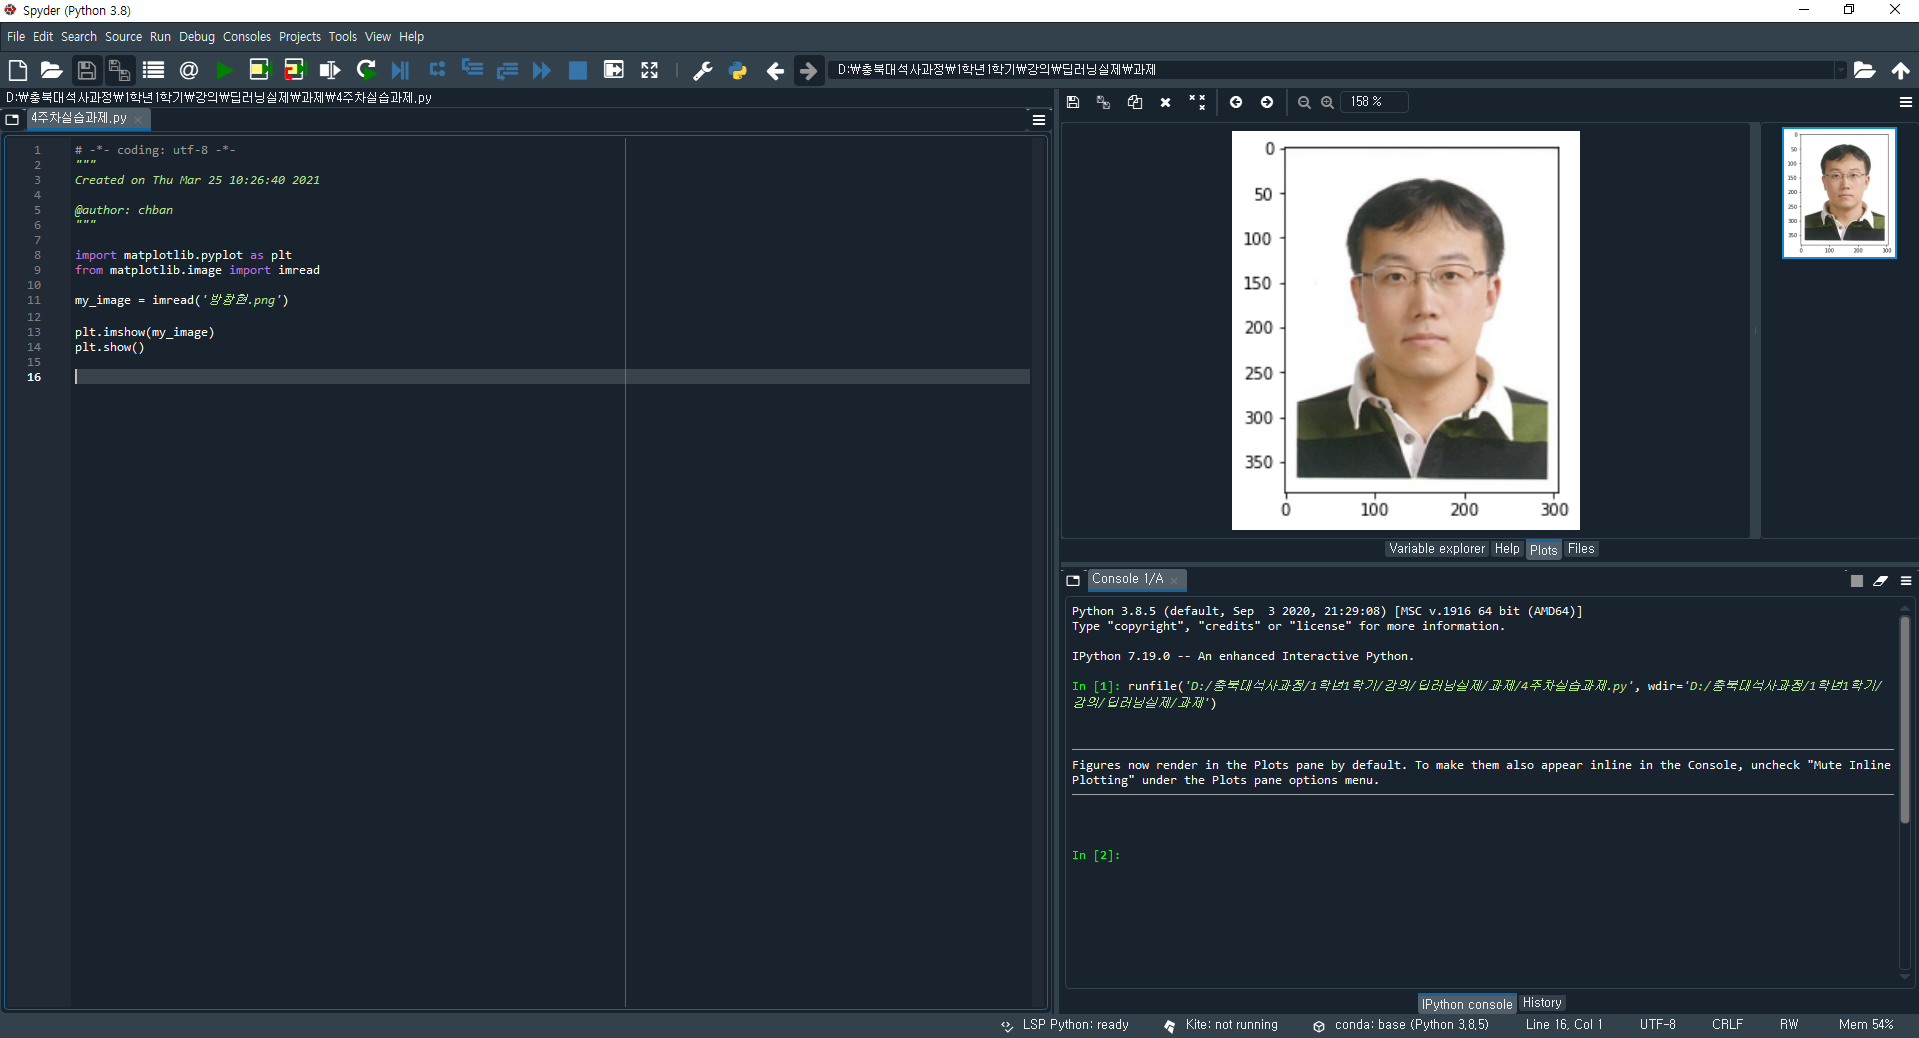 Spyder (Python 3.8)
File Edit Search Source Run Debug Consoles Projects Tools View Help
D:₩충북대석사과정₩1학년1학기₩강의₩딥러닝실제₩과제
D:₩충북대석사과정₩1학년1학기₩강의₩딥러닝실제₩과제₩4주차실습과제.py
4주차실습과제.py
1 # -*- coding: utf-8 -*-
2 """
3 Created on Thu Mar 25 10:26:40 2021
4
5 @author: chban
6 """
7
8 import matplotlib.pyplot as plt
9 from matplotlib.image import imread
10
11 my_image = imread('방창현.png')
12
13 plt.imshow(my_image)
14 plt.show()
15
16
158 %
0
50
100
150
200
250
300
350
0 100 200 300
0
50
100
150
200
250
300
350
0 100 200 300
Variable explorer Help Plots Files
Console 1/A
Python 3.8.5 (default, Sep  3 2020, 21:29:08) [MSC v.1916 64 bit (AMD64)]
Type "copyright", "credits" or "license" for more information.
IPython 7.19.0 -- An enhanced Interactive Python.
In [1]: runfile('D:/충북대석사과정/1학년1학기/강의/딥러닝실제/과제/4주차실습과제.py', wdir='D:/충북대석사과정/1학년1학기/
강의/딥러닝실제/과제')
Figures now render in the Plots pane by default. To make them also appear inline in the Console, uncheck "Mute Inline
Plotting" under the Plots pane options menu.
In [2]:
IPython console History
LSP Python: ready Kite: not running conda: base (Python 3.8.5) Line 16, Col 1 UTF-8 CRLF RW Mem 54%